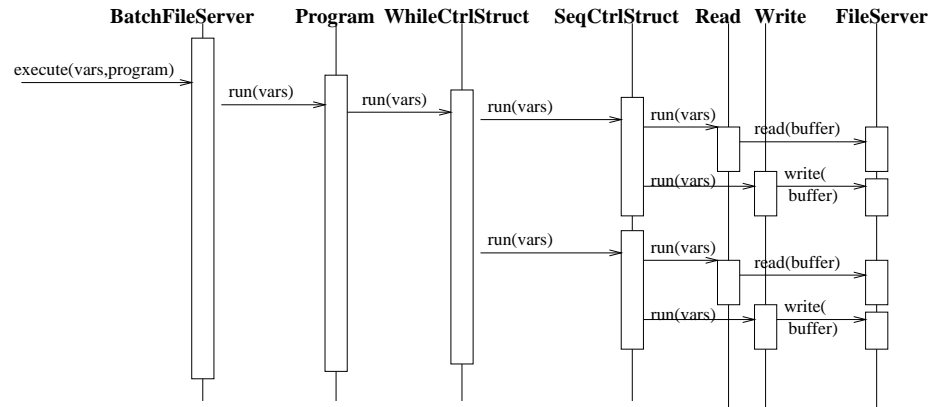 BatchFileServer Program WhileCtrlStruct SeqCtrlStruct Read Write FileServer
execute(vars,program)
run(vars)
run(vars)
run(vars)
run(vars)
read(buffer)
run(vars)
write(
buffer)
run(vars)
run(vars)
read(buffer)
run(vars)
write(
buffer)